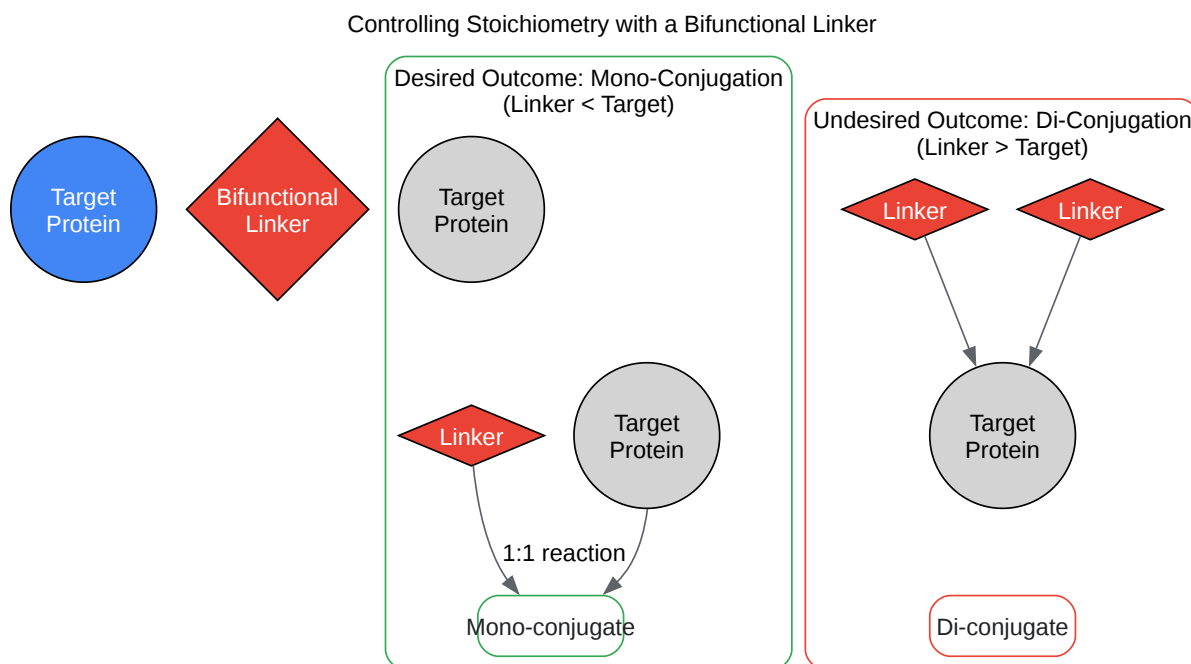 Controlling Stoichiometry with a Bifunctional Linker
Target
Protein
Bifunctional
Linker
Desired Outcome: Mono-Conjugation
(Linker < Target)
Target
Protein
Linker
Target
Protein
1:1 reaction
Mono-conjugate
Undesired Outcome: Di-Conjugation
(Linker > Target)
Linker
Linker
Target
Protein
Di-conjugate